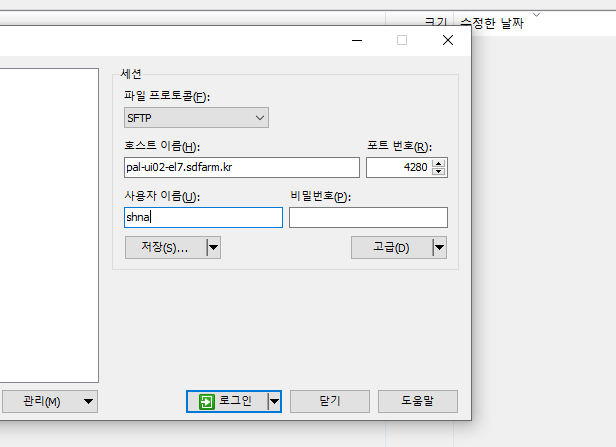 크기 수정한 날짜
세션
파일 프로토콜(F):
SFTP
호스트 이름(H): 포트 번호(R):
pal-ui02-el7.sdfarm.kr 4280
사용자 이름(U): 비밀번호(P):
shna
저장(S)... 고급(D)
관리(M) 로그인 닫기 도움말